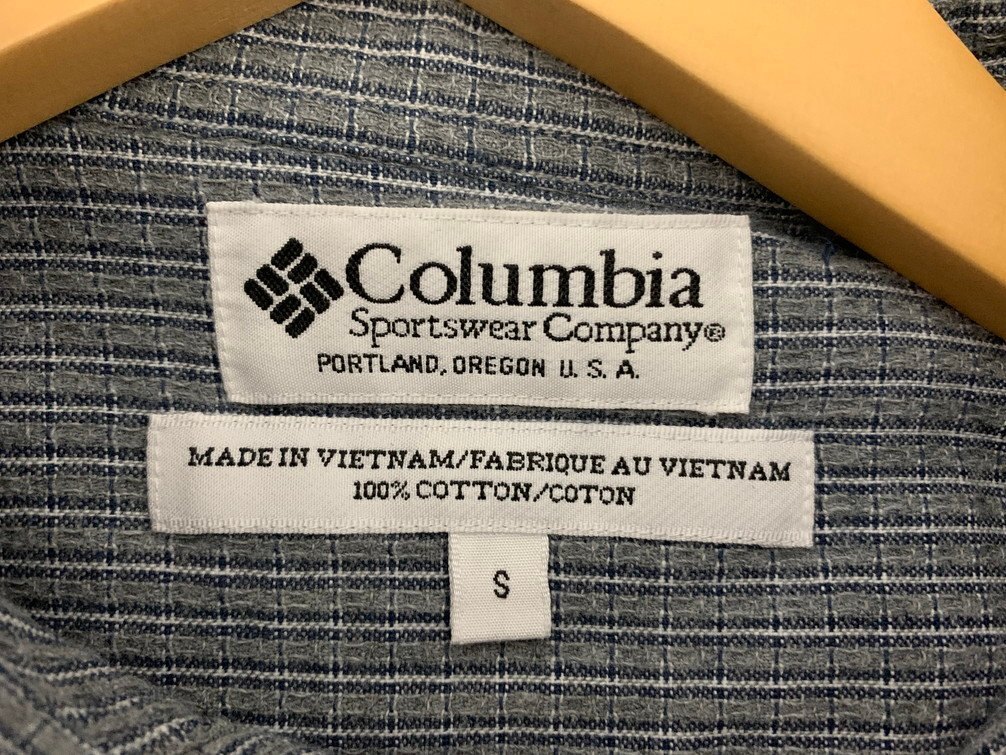 Columbia
Sportswear Company®
PORTLAND, OREGON U. S. A.
MADE IN VIETNAM/FABRIQUE AU VIETNAM
100% COTTON/COTON
S